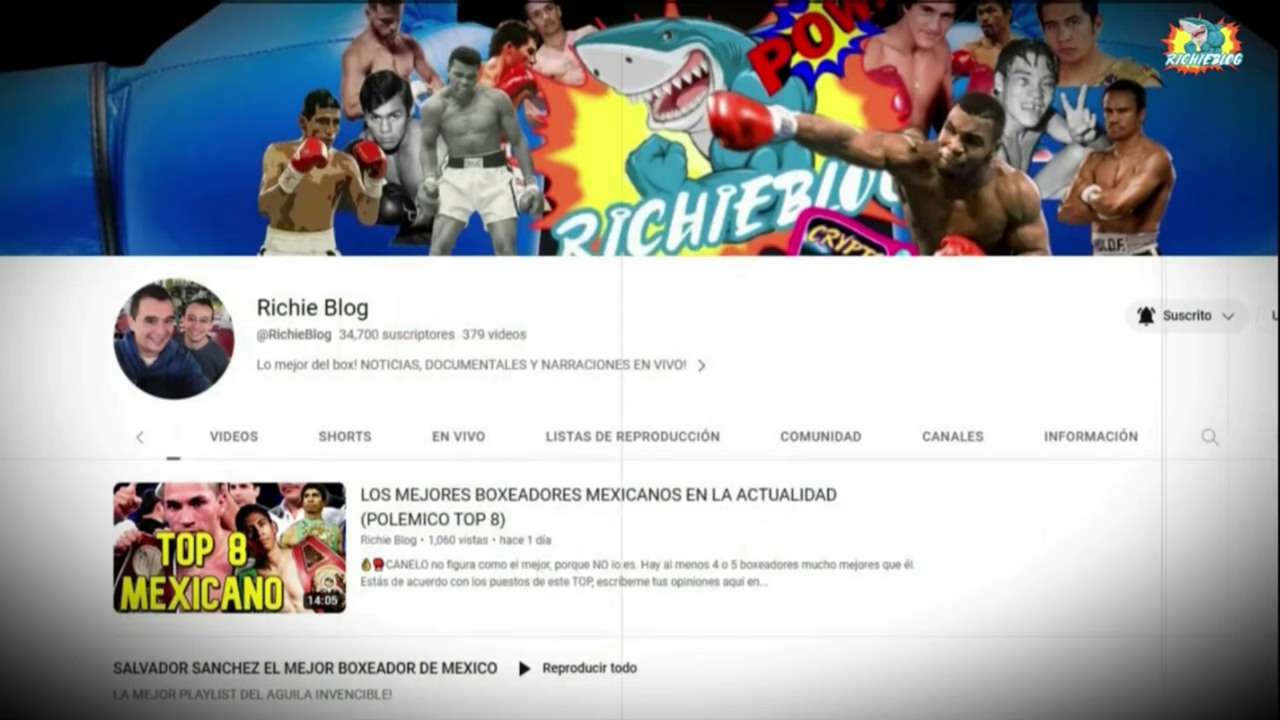 POW!
RICHIEBLOG
RICHIEBLOG
CRYPT
Richie Blog
Suscrito
@RichieBlog 34,700 suscriptores 379 videos
Lo mejor del box! NOTICIAS, DOCUMENTALES Y NARRACIONES EN VIVO!
VIDEOS SHORTS EN VIVO LISTAS DE REPRODUCCIÓN COMUNIDAD CANALES INFORMACIÓN
TOP 8
MEXICANO
14:05
LOS MEJORES BOXEADORES MEXICANOS EN LA ACTUALIDAD
(POLEMICO TOP 8)
Richie Blog • 1,060 vistas • hace 1 día
CANELO no figura como el mejor, porque NO lo es. Hay al menos 4 o 5 boxeadores mucho mejores que él.
Estás de acuerdo con los puestos de este TOP, escribeme tus opiniones aquí en...
SALVADOR SANCHEZ EL MEJOR BOXEADOR DE MEXICO Reproducir todo
LA MEJOR PLAYLIST DEL AGUILA INVENCIBLE!